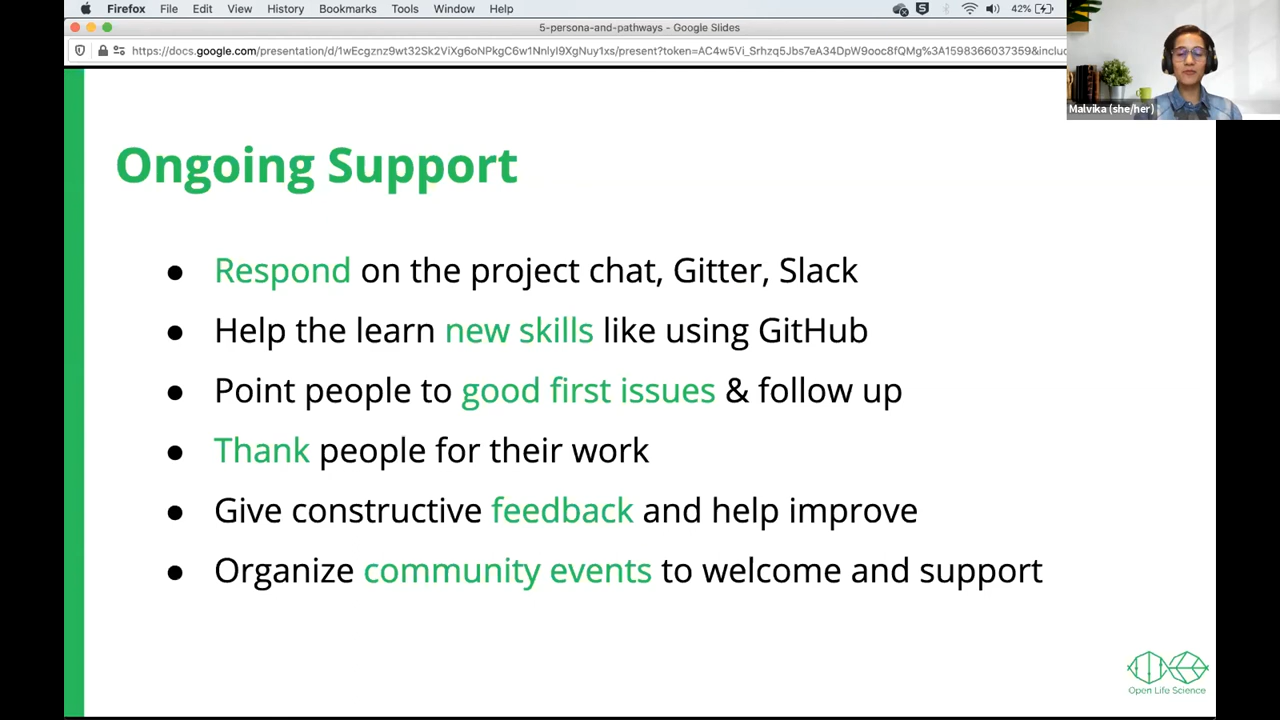 Firefox File Edit View History Bookmarks Tools Window Help 42%
5-persona-and-pathways - Google Slides
Malvika (she/her)
Ongoing Support
● Respond on the project chat, Gitter, Slack
● Help the learn new skills like using GitHub
● Point people to good first issues & follow up
● Thank people for their work
● Give constructive feedback and help improve
● Organize community events to welcome and support
Open Life Science